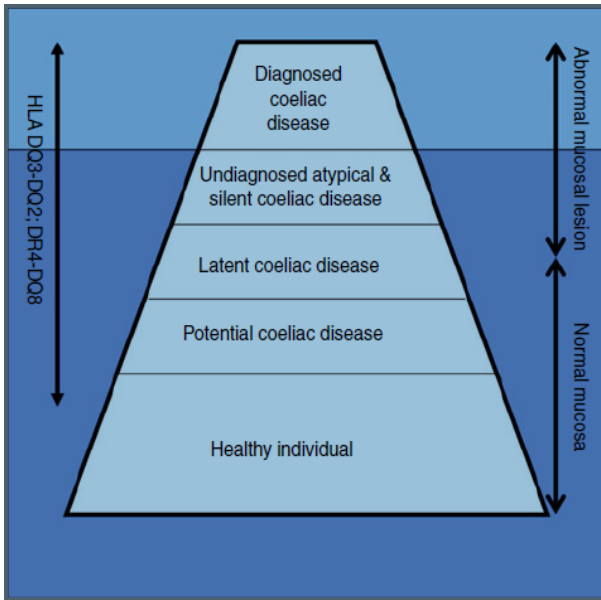 Diagnosed
coeliac
disease
Undiagnosed atypical &
silent coeliac disease
Latent coeliac disease
Potential coeliac disease
Healthy individual
HLA DQ3-DQ2; DR4-DQ8
Abnormal mucosal lesion
Normal mucosa